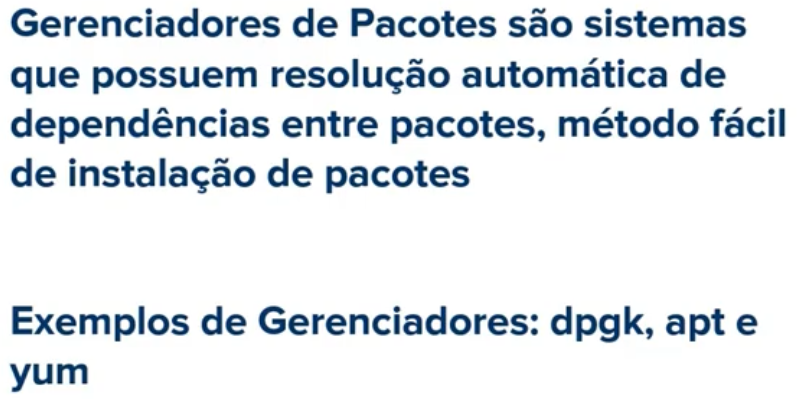 Gerenciadores de Pacotes são sistemas
que possuem resolução automática de
dependências entre pacotes, método fácil
de instalação de pacotes
Exemplos de Gerenciadores: dpgk, apt e
yum